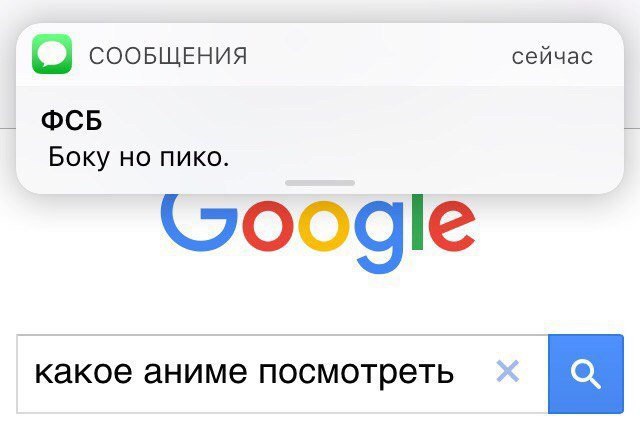 СООБЩЕНИЯ сейчас
ФСБ
Боку но пико.
Google
какое аниме посмотреть